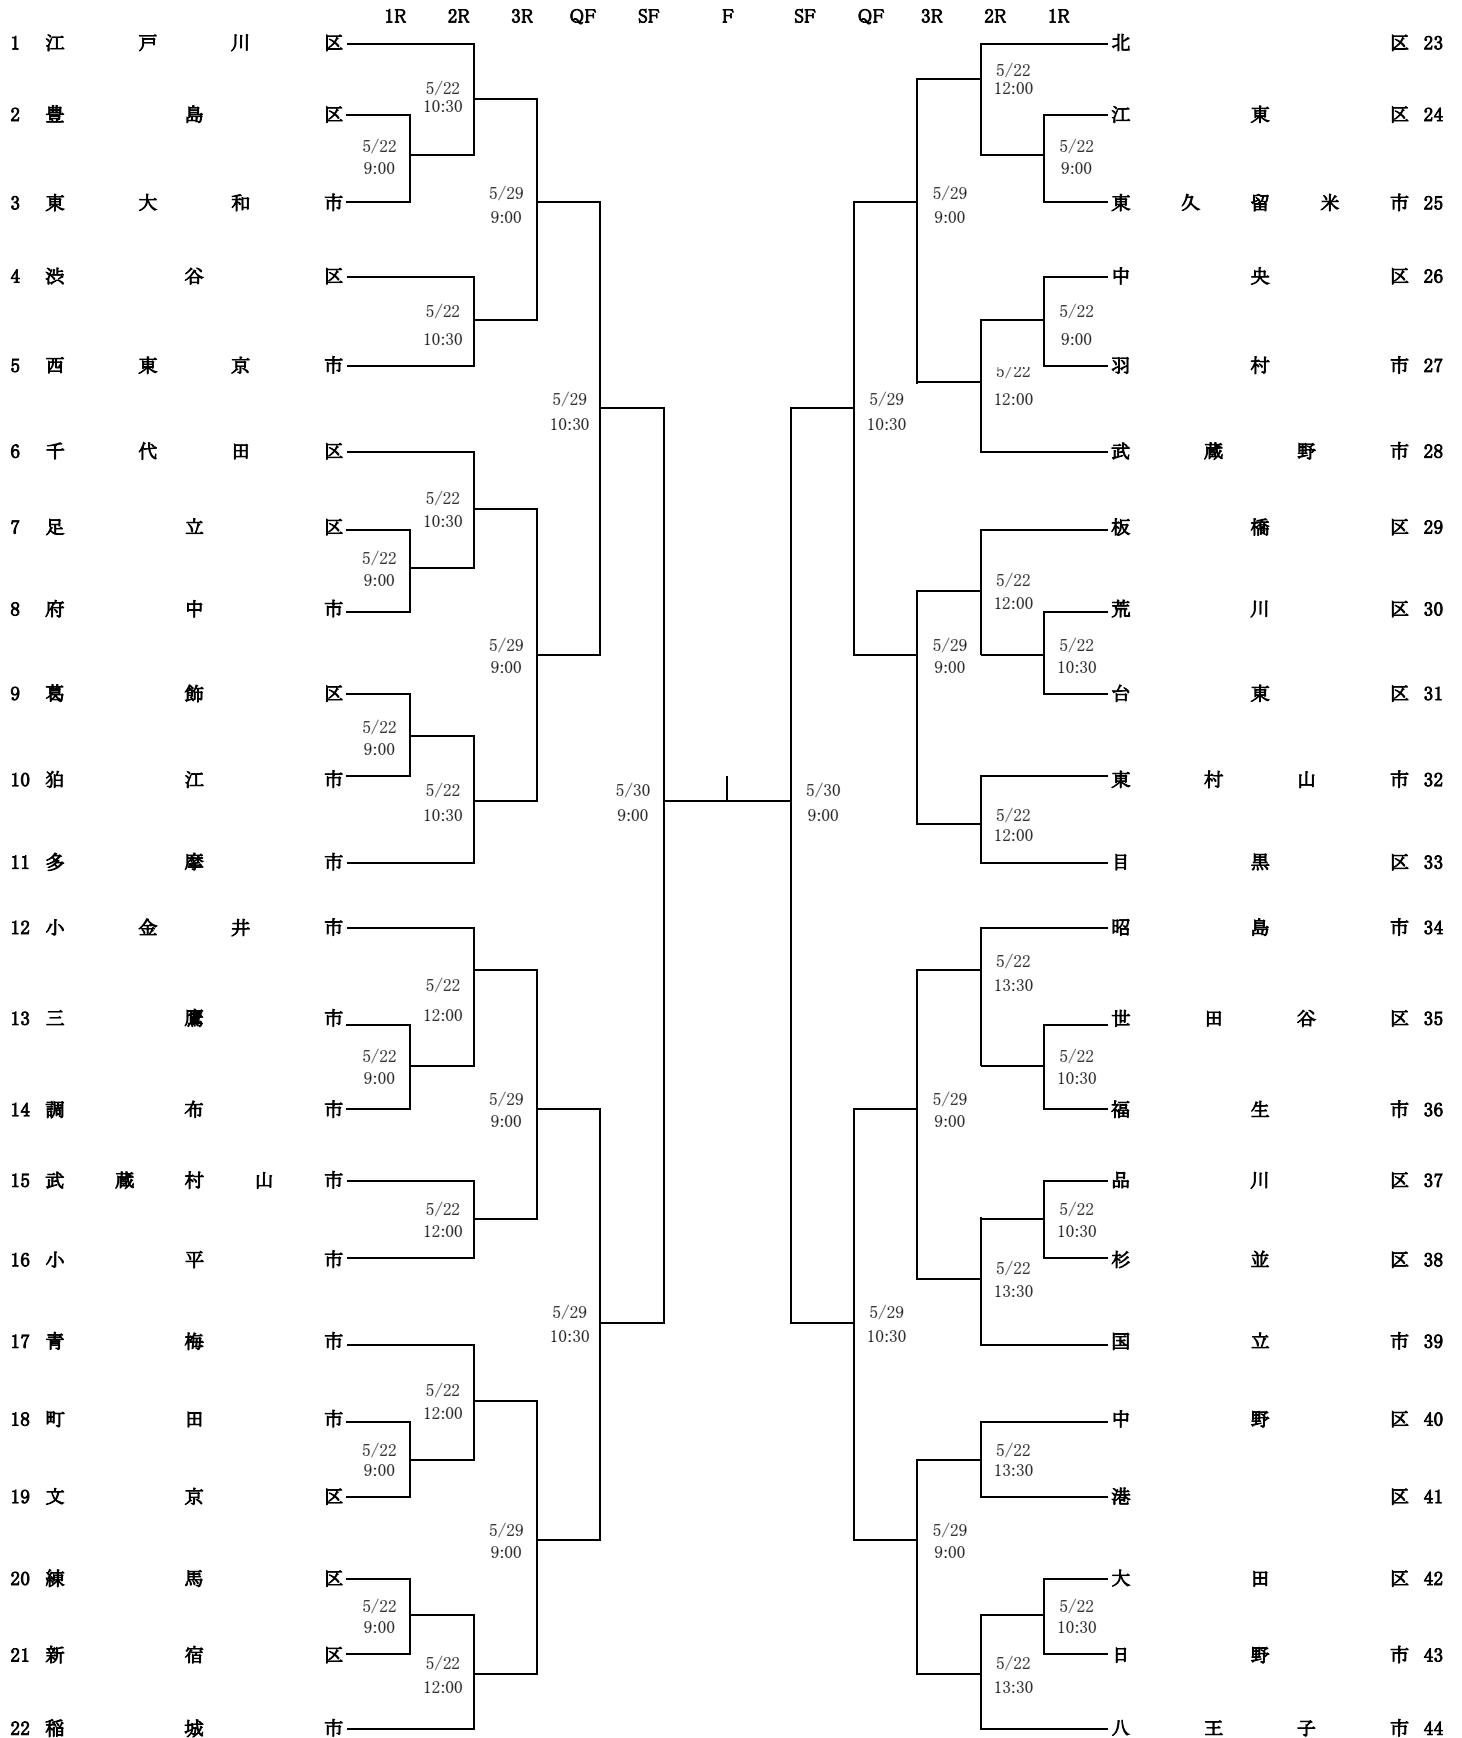 1R 2R 3R QF SF F SF QF 3R 2R 1R
1 江戸川区 北区 23
5/22 5/22
10:30 12:00
2 豊島区 江東区 24
5/22 5/22
9:00 9:00
3 東大和市 東久留米市 25
5/29 5/29
9:00 9:00
4 渋谷区 中央区 26
5/22 5/22
10:30 9:00
5 西東京市 羽村市 27
5/22
12:00
5/29 5/29
10:30 10:30
6 千代田区 武蔵野市 28
5/22
10:30
7 足立区 板橋区 29
5/22 5/22
9:00 12:00
8 府中市 荒川区 30
5/29 5/29 5/22
9:00 9:00 10:30
9 葛飾区 台東区 31
5/22
9:00
10 狛江市 東村山市 32
5/22 5/30 5/30 5/22
10:30 9:00 9:00 12:00
11 多摩市 目黒区 33
12 小金井市 昭島市 34
5/22 5/22
12:00 13:30
13 三鷹市 世田谷区 35
5/22 5/22
9:00 10:30
14 調布市 福生市 36
5/29 5/29
9:00 9:00
15 武蔵村山市 品川区 37
5/22 5/22
12:00 10:30
16 小平市 杉並区 38
5/22
13:30
5/29 5/29
10:30 10:30
17 青梅市 国立市 39
5/22
12:00
18 町田市 中野区 40
5/22 5/22
9:00 13:30
19 文京区 港区 41
5/29 5/29
9:00 9:00
20 練馬区 大田区 42
5/22 5/22
9:00 10:30
21 新宿区 日野市 43
5/22 5/22
12:00 13:30
22 稲城市 八王子市 44